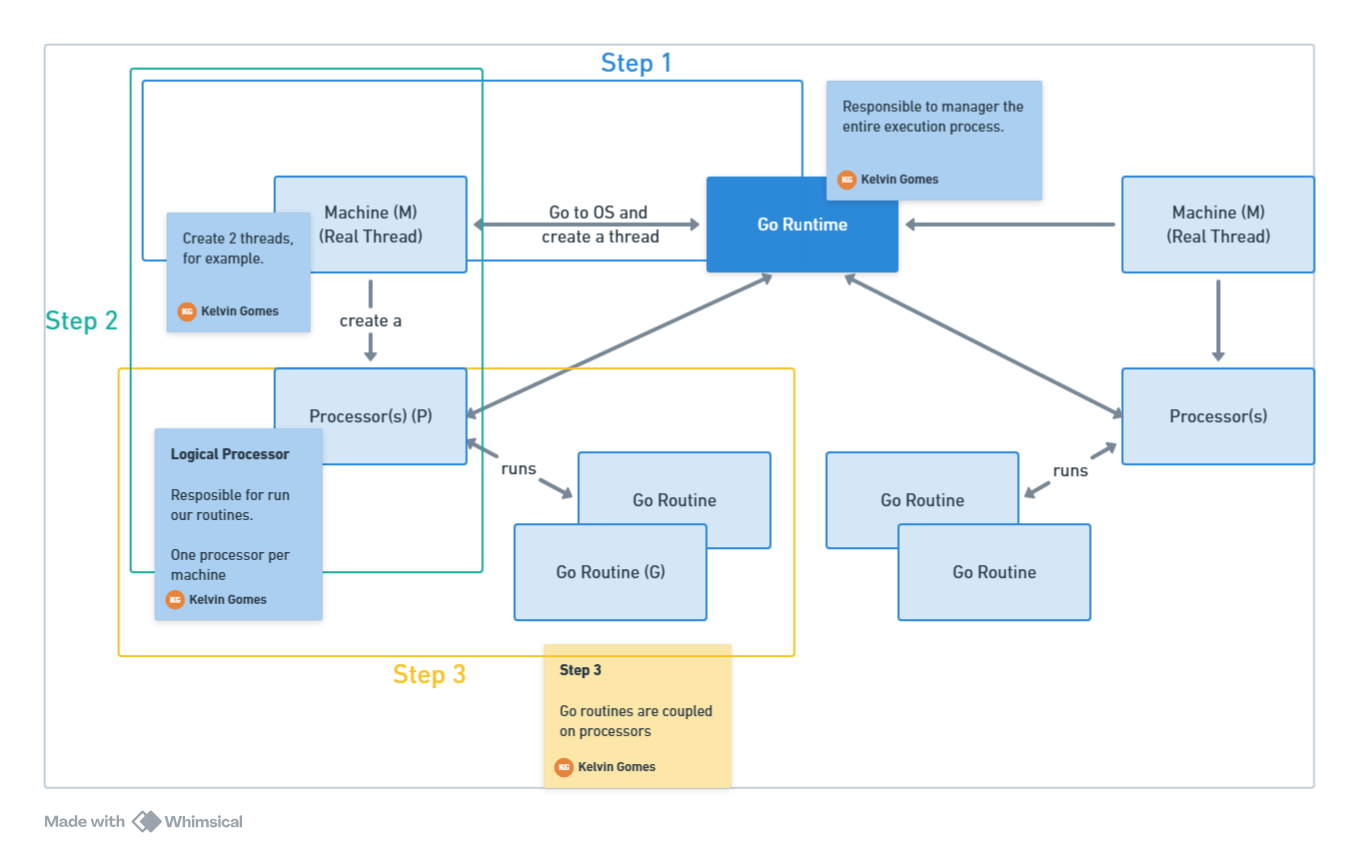 Step 1
Responsible to manager the
entire execution process.
KG Kelvin Gomes
Machine (M)
(Real Thread)
Go to OS and
create a thread
Go Runtime
Machine (M)
(Real Thread)
Create 2 threads,
for example.
KG Kelvin Gomes
Step 2
create a
Processor(s) (P)
Processor(s)
Logical Processor
Resposible for run
our routines.
One processor per
machine
KG Kelvin Gomes
runs
runs
Go Routine
Go Routine (G)
Go Routine
Go Routine
Step 3
Step 3
Go routines are coupled
on processors
KG Kelvin Gomes
Made with Whimsical